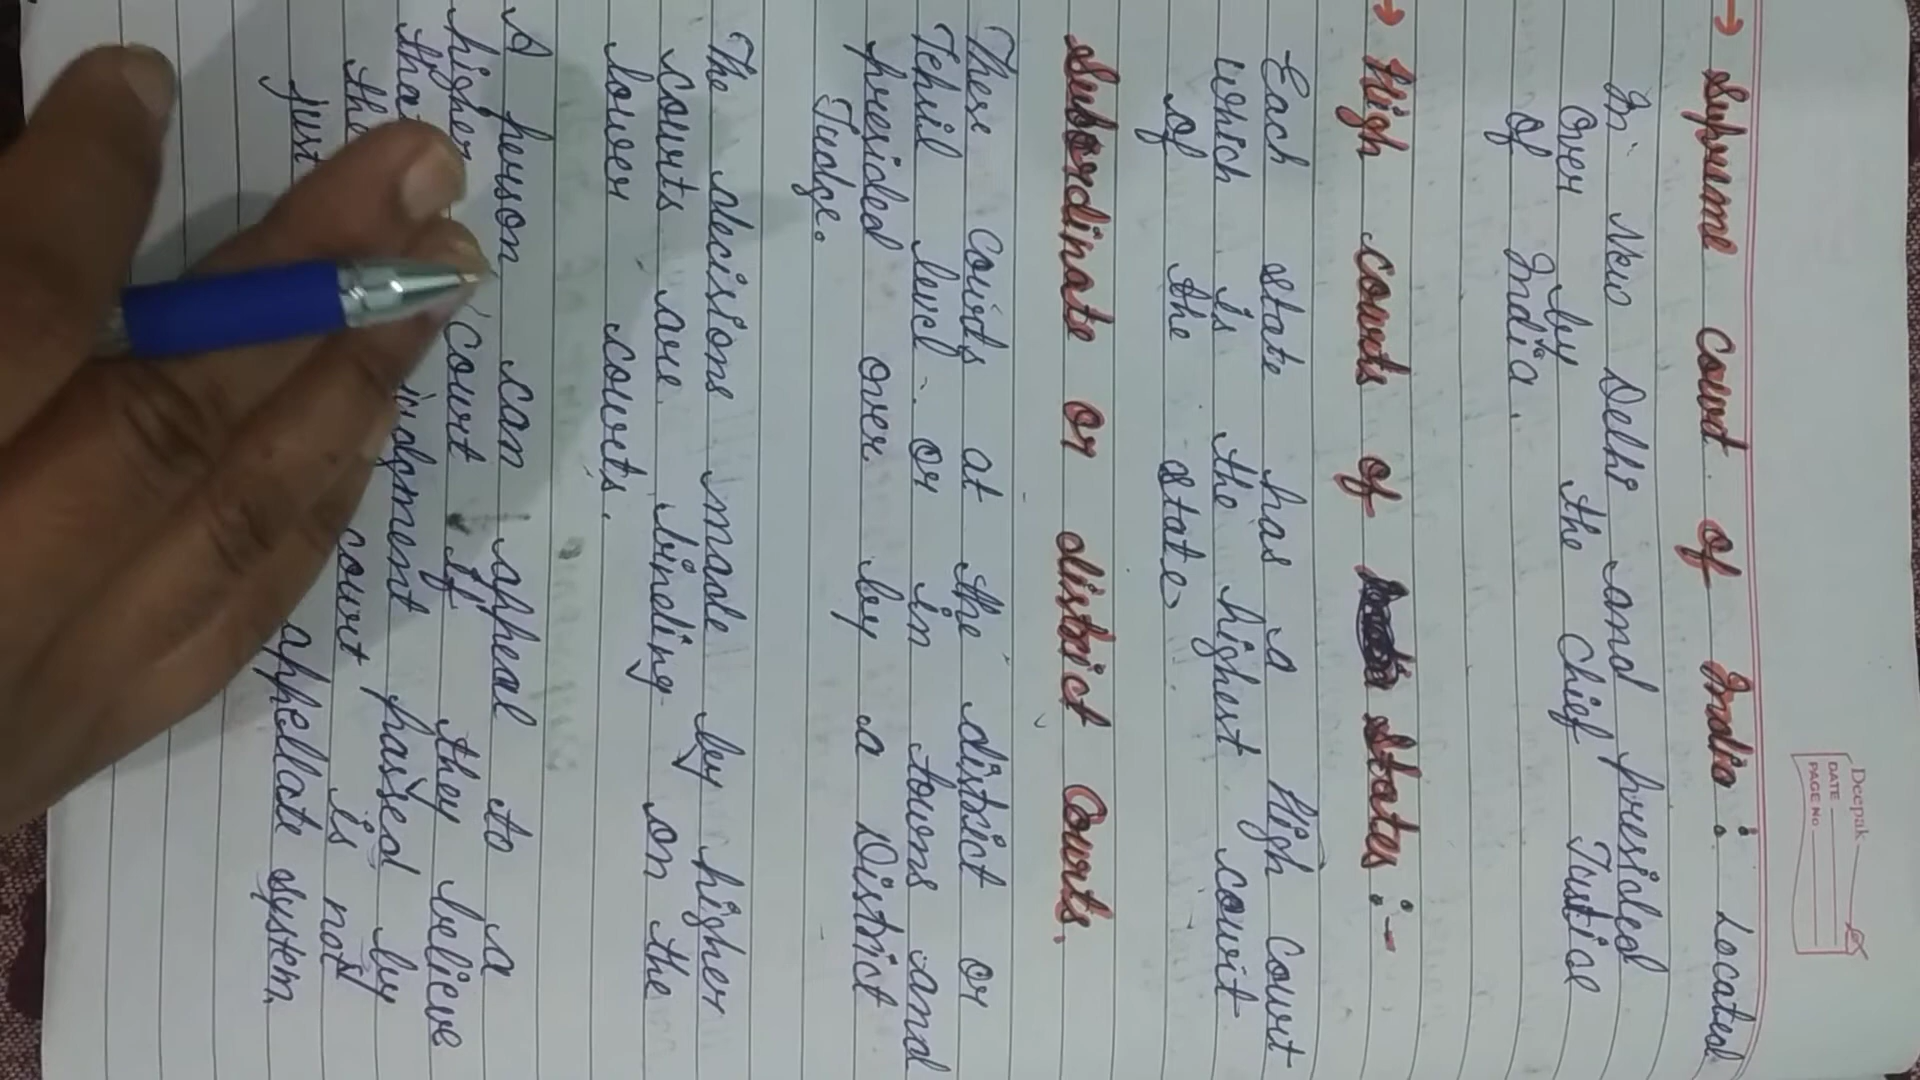 Deepak
DATE
PAGE NO.
→ Supreme court of India: Located
In New Delhi and presided
over by the Chief Justice
of India.
→ High courts of states :-
Each state has a High court
which is the highest court
of the state
Subordinate or district Courts.
These courts at the district or
Tehsil level or in towns and
presided over by a District
Judge.
The decisions made by higher
courts are binding on the
lower courts.
A person can appeal to a
higher court if they believe
that judgment passed by
the court is not
just appellate system.